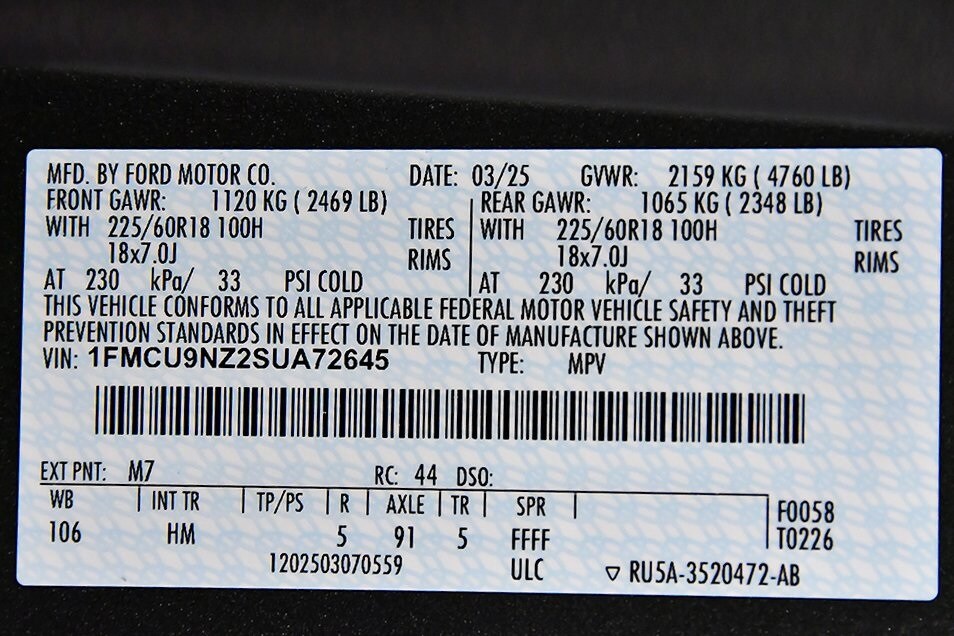 MFD. BY FORD MOTOR CO. DATE: 03/25 GVWR: 2159 KG ( 4760 LB)
FRONT GAWR: 1120 KG ( 2469 LB) REAR GAWR: 1065 KG ( 2348 LB)
WITH 225/60R18 100H TIRES WITH 225/60R18 100H TIRES
18x7.0J RIMS 18x7.0J RIMS
AT 230 kPa/ 33 PSI COLD AT 230 kPa/ 33 PSI COLD
THIS VEHICLE CONFORMS TO ALL APPLICABLE FEDERAL MOTOR VEHICLE SAFETY AND THEFT
PREVENTION STANDARDS IN EFFECT ON THE DATE OF MANUFACTURE SHOWN ABOVE.
VIN: 1FMCU9NZ2SUA72645 TYPE: MPV
EXT PNT: M7 RC: 44 DSO:
WB INT TR TP/PS R AXLE TR SPR F0058
106 HM 5 91 5 FFFF T0226
1202503070559 ULC RU5A-3520472-AB